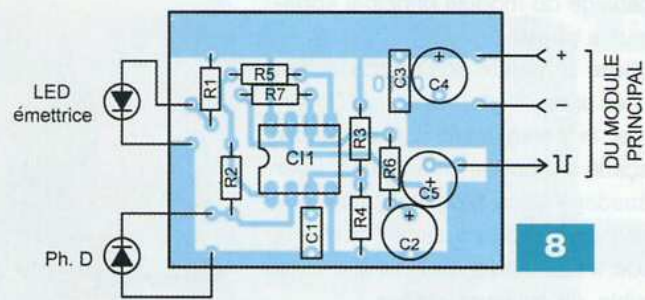 LED
émettrice
Ph. D
R1
R5
R7
R2
CI1
C1
R3
R4
R6
C3
C4
C5
C2
+
+
+
+
−
DU MODULE
PRINCIPAL
8